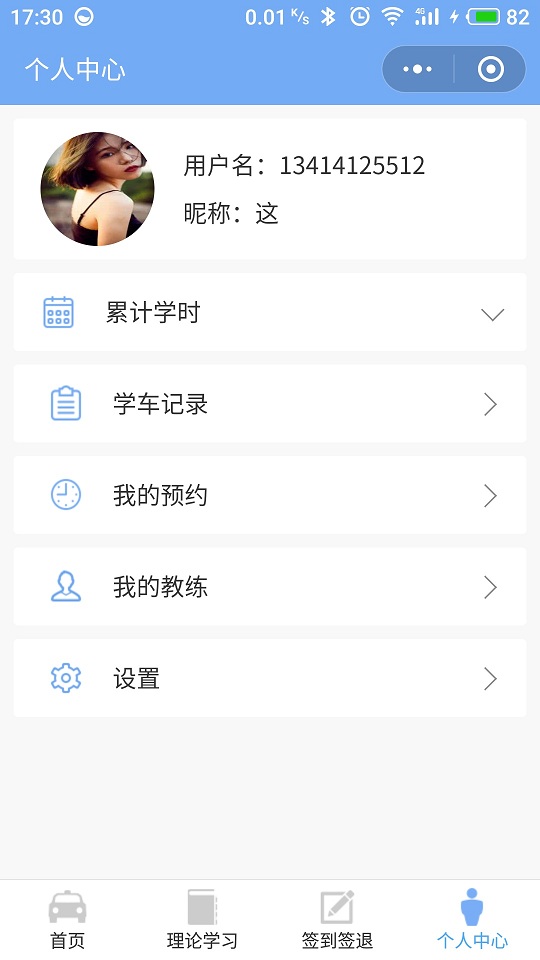 17:30 0.01 K/s 4G 82
个人中心
用户名：13414125512
昵称：这
累计学时
学车记录
我的预约
我的教练
设置
首页 理论学习 签到签退 个人中心